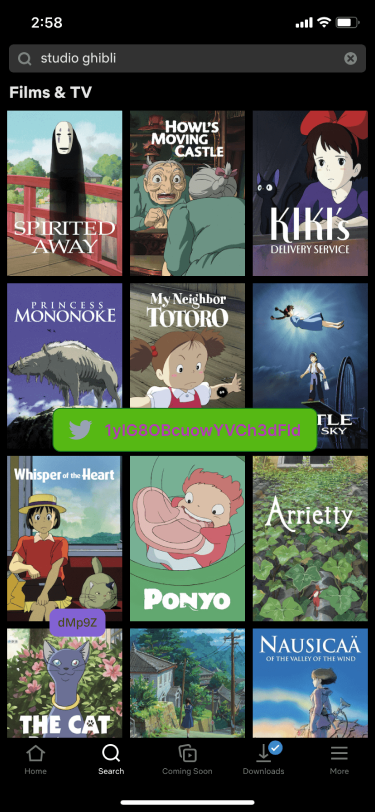 2:58
studio ghibli
Films & TV
SPIRITED
AWAY
HOWL'S
MOVING
CASTLE
KIKI's
DELIVERY SERVICE
PRINCESS
MONONOKE
My Neighbor
TOTORO
TLE
SKY
1ylG8OBcuowYVCh3dFld
Whisper of the Heart
PONYO
Arrietty
dMp9Z
THE CAT
NAUSICAÄ
OF THE VALLEY OF THE WIND
Home
Search
Coming Soon
Downloads
More